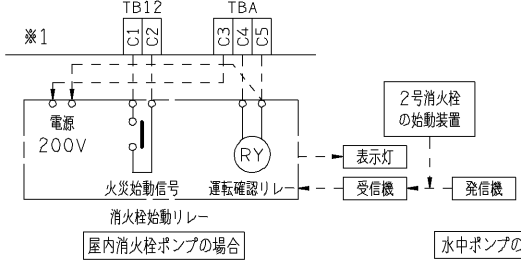 TB12 TBA
※1
C1 C2 C3 C4 C5
電源
200V
RY
火災始動信号 運転確認リレー
消火栓始動リレー
2号消火栓
の始動装置
表示灯
受信機 発信機
屋内消火栓ポンプの場合
水中ポンプの